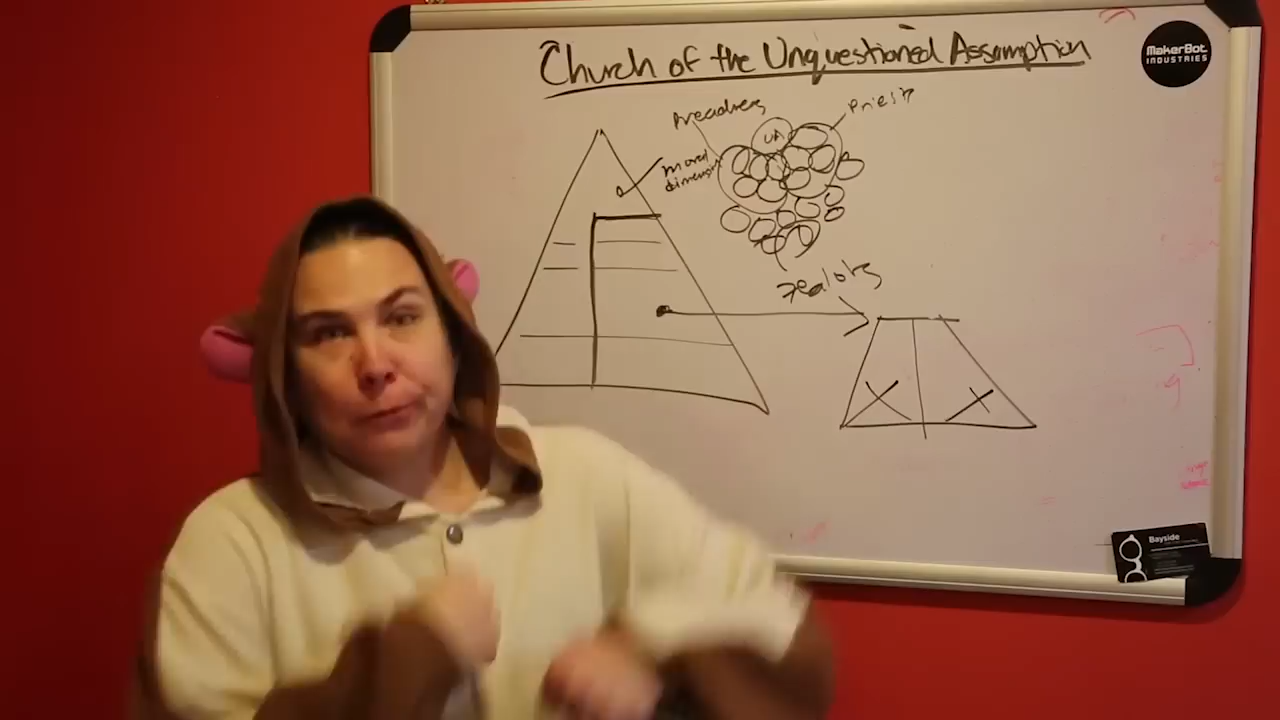 Church of the Unquestioned Assumption
MakerBot
INDUSTRIES
Preachers
Priests
UA
moral
dimension
zealots
Bayside